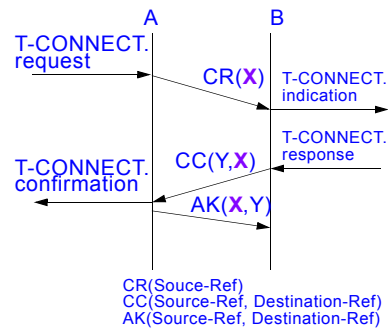 A B
T-CONNECT.
request
CR(X)
T-CONNECT.
indication
T-CONNECT.
response
CC(Y,X)
T-CONNECT.
confirmation
AK(X,Y)
CR(Souce-Ref)
CC(Source-Ref, Destination-Ref)
AK(Source-Ref, Destination-Ref)